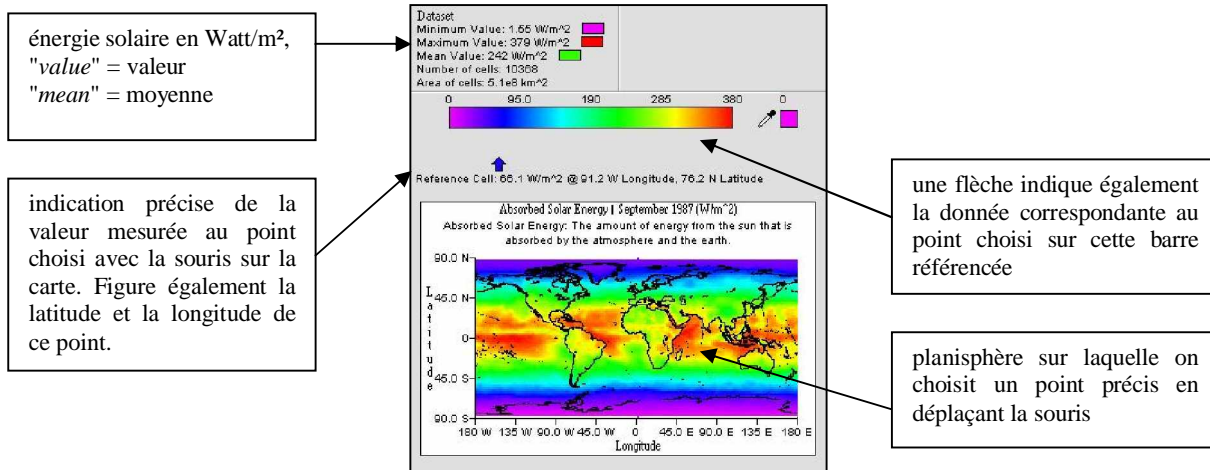 énergie solaire en Watt/m²,
"value" = valeur
"mean" = moyenne
indication précise de la
valeur mesurée au point
choisi avec la souris sur la
carte. Figure également la
latitude et la longitude de
ce point.
Dataset
Minimum Value: 1.55 W/m^2
Maximum Value: 379 W/m^2
Mean Value: 242 W/m^2
Number of cells: 10368
Area of cells: 5.1e8 km^2
0 95.0 190 285 380 0
Reference Cell: 66.1 W/m^2 @ 91.2 W Longitude, 76.2 N Latitude
Absorbed Solar Energy | September 1987 (W/m^2)
Absorbed Solar Energy: The amount of energy from the sun that is
absorbed by the atmosphere and the earth.
90.0 N
45.0 N
0
45.0 S
90.0 S
Latitude
180 W 135 W 90.0 W 45.0 W 0 45.0 E 90.0 E 135 E 180 E
Longitude
une flèche indique également
la donnée correspondante au
point choisi sur cette barre
référencée
planisphère sur laquelle on
choisit un point précis en
déplaçant la souris